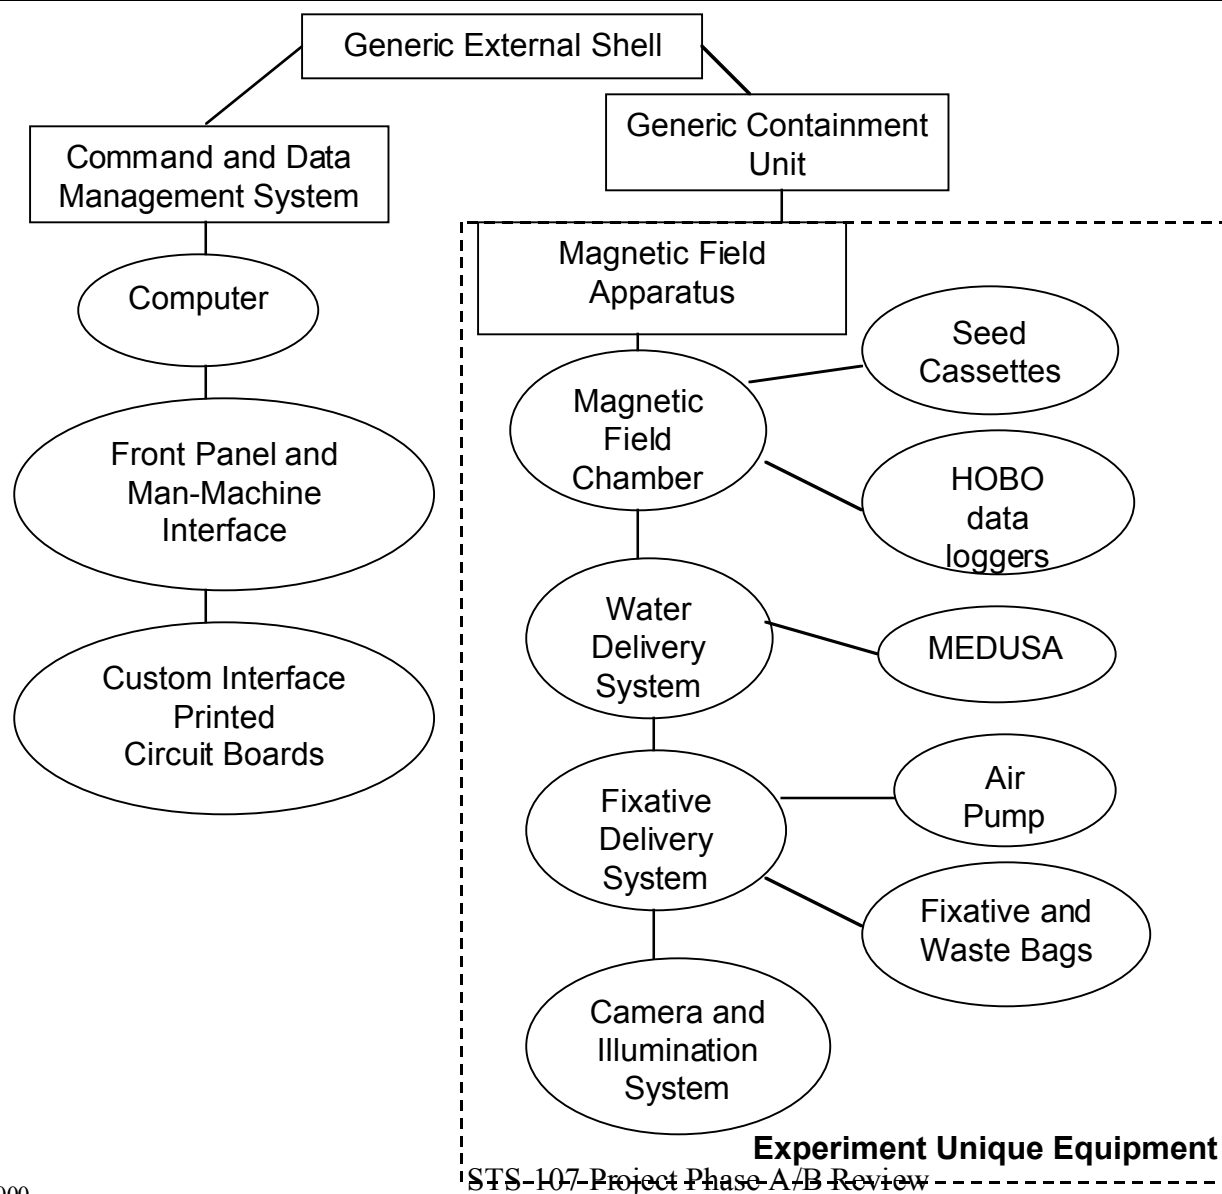 Generic External Shell
Generic Containment
Unit
Command and Data
Management System
Computer
Front Panel and
Man-Machine
Interface
Custom Interface
Printed
Circuit Boards
Magnetic Field
Apparatus
Magnetic
Field
Chamber
Seed
Cassettes
HOBO
data
loggers
Water
Delivery
System
MEDUSA
Fixative
Delivery
System
Air
Pump
Fixative and
Waste Bags
Camera and
Illumination
System
Experiment Unique Equipment
STS-107 Project Phase A/B Review